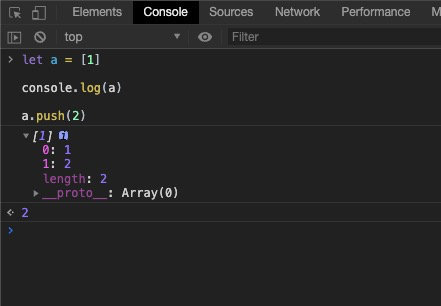 Elements Console Sources Network Performance M
top Filter
let a = [1]
console.log(a)
a.push(2)
[1] i
0: 1
1: 2
length: 2
__proto__: Array(0)
2